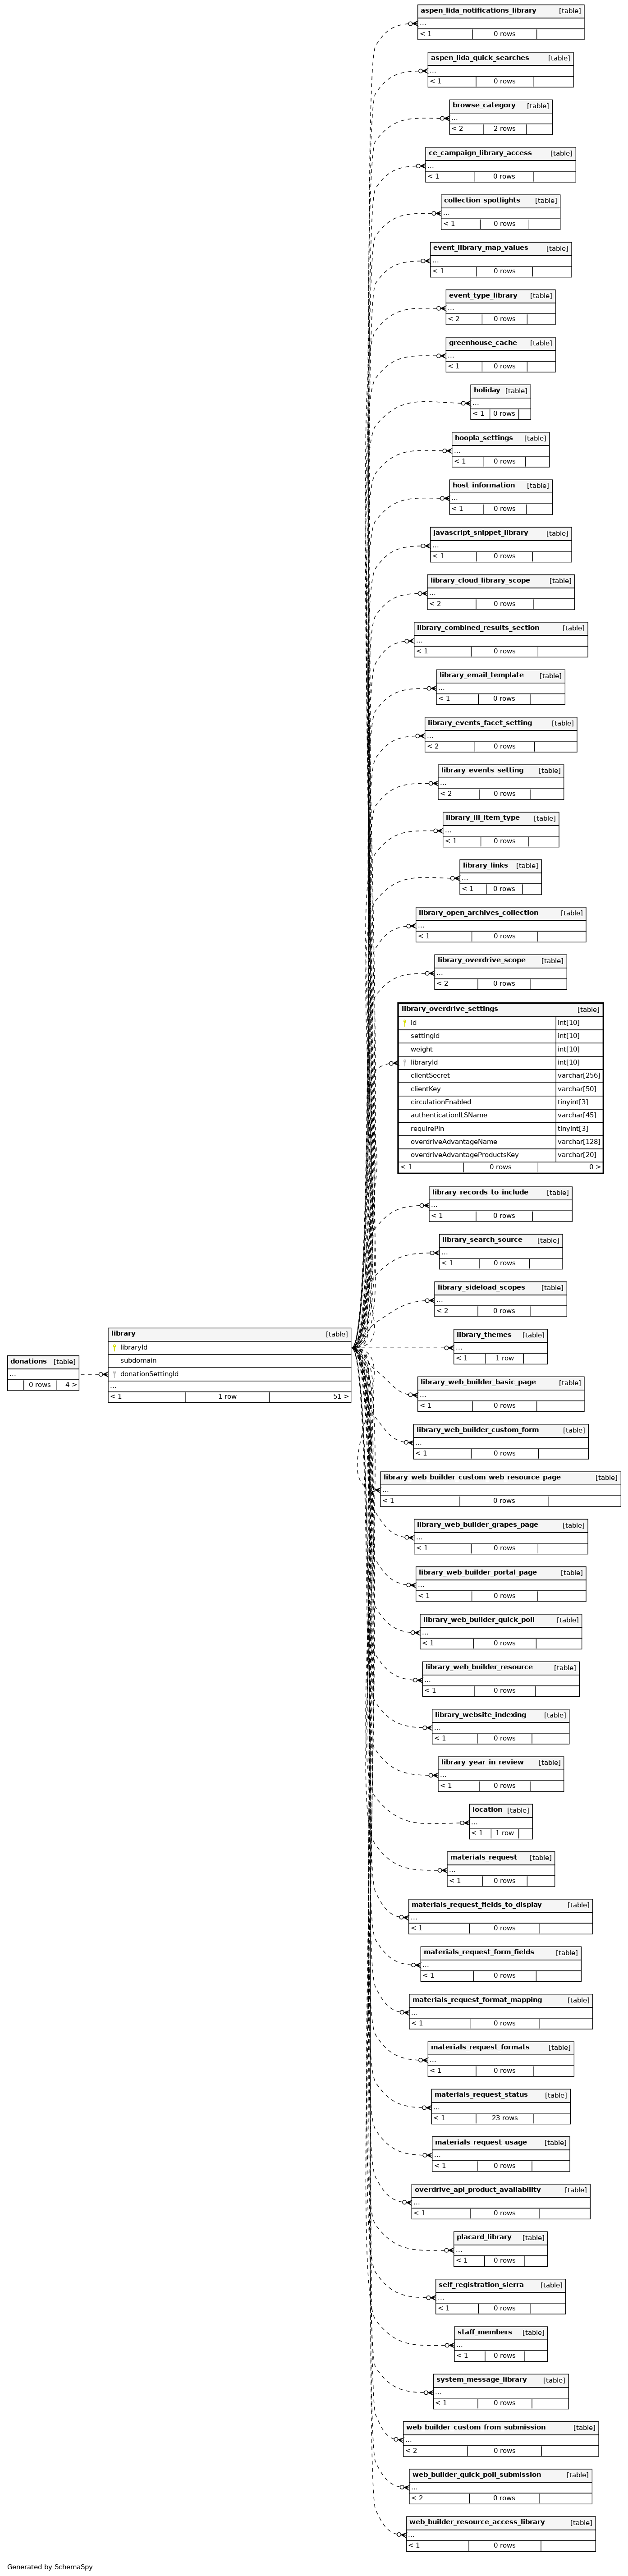 aspen_lida_notifications_library [table]
...
< 1 0 rows
aspen_lida_quick_searches [table]
...
< 1 0 rows
browse_category [table]
...
< 2 2 rows
ce_campaign_library_access [table]
...
< 1 0 rows
collection_spotlights [table]
...
< 1 0 rows
event_library_map_values [table]
...
< 1 0 rows
event_type_library [table]
...
< 2 0 rows
greenhouse_cache [table]
...
< 1 0 rows
holiday [table]
...
< 1 0 rows
hoopla_settings [table]
...
< 1 0 rows
host_information [table]
...
< 1 0 rows
javascript_snippet_library [table]
...
< 1 0 rows
library_cloud_library_scope [table]
...
< 2 0 rows
library_combined_results_section [table]
...
< 1 0 rows
library_email_template [table]
...
< 1 0 rows
library_events_facet_setting [table]
...
< 2 0 rows
library_events_setting [table]
...
< 2 0 rows
library_ill_item_type [table]
...
< 1 0 rows
library_links [table]
...
< 1 0 rows
library_open_archives_collection [table]
...
< 1 0 rows
library_overdrive_scope [table]
...
< 2 0 rows
library_overdrive_settings [table]
id int[10]
settingId int[10]
weight int[10]
libraryId int[10]
clientSecret varchar[256]
clientKey varchar[50]
circulationEnabled tinyint[3]
authenticationILSName varchar[45]
requirePin tinyint[3]
overdriveAdvantageName varchar[128]
overdriveAdvantageProductsKey varchar[20]
< 1 0 rows 0 >
library_records_to_include [table]
...
< 1 0 rows
library_search_source [table]
...
< 1 0 rows
library_sideload_scopes [table]
...
< 2 0 rows
library [table]
libraryId
subdomain
donationSettingId
...
< 1 1 row 51 >
donations [table]
...
0 rows 4 >
library_themes [table]
...
< 1 1 row
library_web_builder_basic_page [table]
...
< 1 0 rows
library_web_builder_custom_form [table]
...
< 1 0 rows
library_web_builder_custom_web_resource_page [table]
...
< 1 0 rows
library_web_builder_grapes_page [table]
...
< 1 0 rows
library_web_builder_portal_page [table]
...
< 1 0 rows
library_web_builder_quick_poll [table]
...
< 1 0 rows
library_web_builder_resource [table]
...
< 1 0 rows
library_website_indexing [table]
...
< 1 0 rows
library_year_in_review [table]
...
< 1 0 rows
location [table]
...
< 1 1 row
materials_request [table]
...
< 1 0 rows
materials_request_fields_to_display [table]
...
< 1 0 rows
materials_request_form_fields [table]
...
< 1 0 rows
materials_request_format_mapping [table]
...
< 1 0 rows
materials_request_formats [table]
...
< 1 0 rows
materials_request_status [table]
...
< 1 23 rows
materials_request_usage [table]
...
< 1 0 rows
overdrive_api_product_availability [table]
...
< 1 0 rows
placard_library [table]
...
< 1 0 rows
self_registration_sierra [table]
...
< 1 0 rows
staff_members [table]
...
< 1 0 rows
system_message_library [table]
...
< 1 0 rows
web_builder_custom_from_submission [table]
...
< 2 0 rows
web_builder_quick_poll_submission [table]
...
< 2 0 rows
web_builder_resource_access_library [table]
...
< 1 0 rows
Generated by SchemaSpy